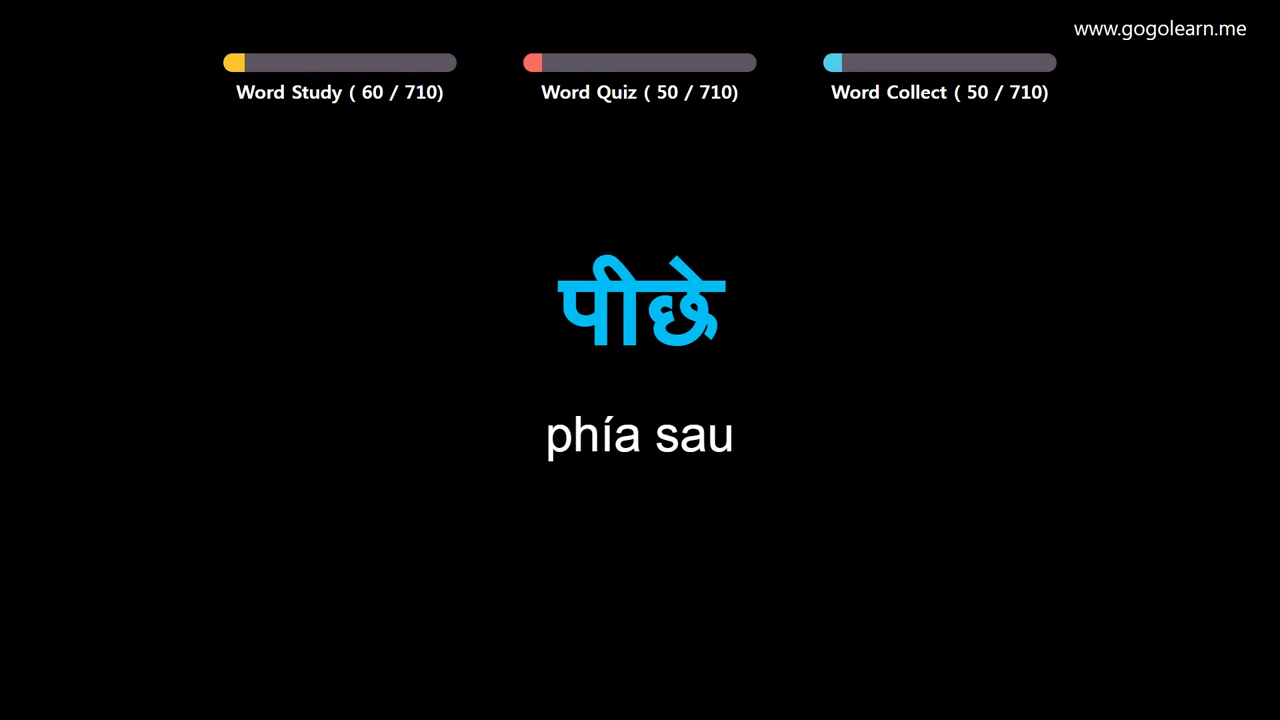 www.gogolearn.me
Word Study ( 60 / 710)
Word Quiz ( 50 / 710)
Word Collect ( 50 / 710)
पीछे
phía sau